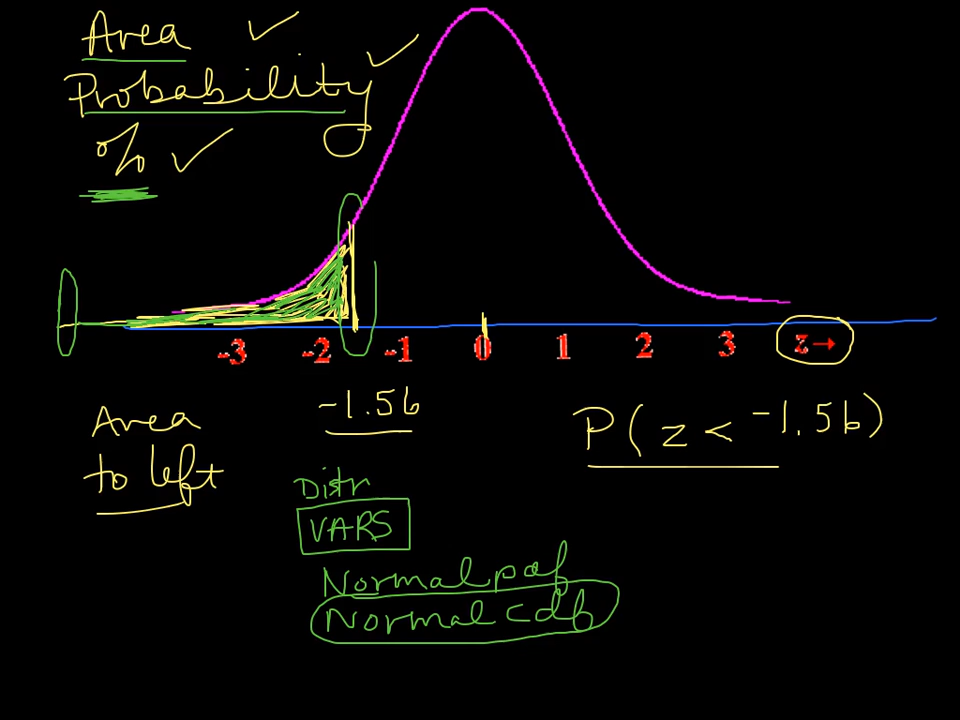 Area
Probability
%
-3 -2 -1 0 1 2 3 z→
-1.56
P(z < -1.56)
Area
to left
Distr
VARS
Normalpdf
Normalcdf